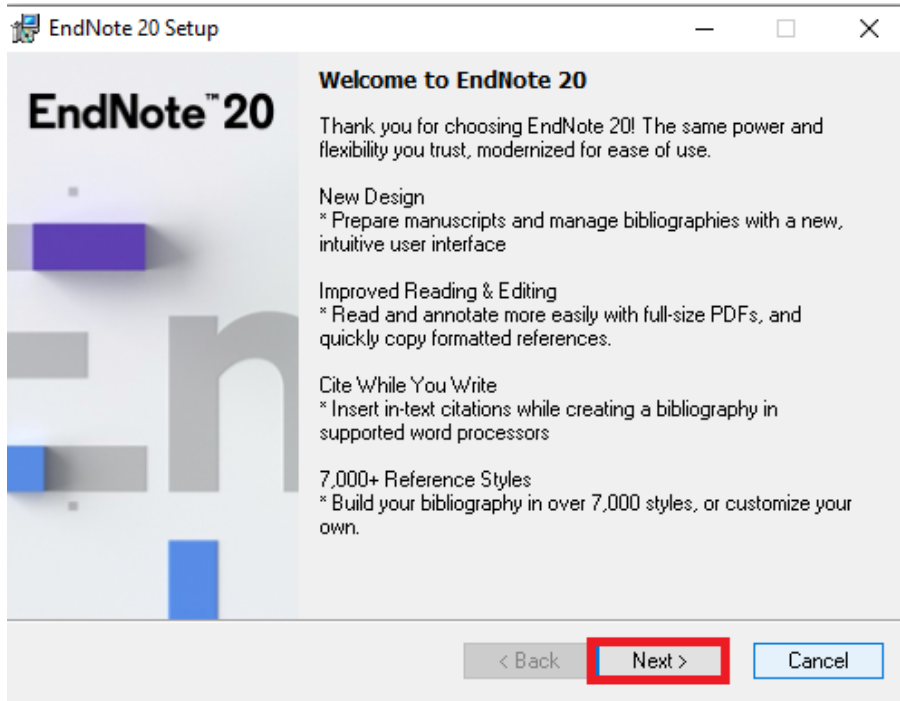 EndNote 20 Setup
EndNote™20
Welcome to EndNote 20
Thank you for choosing EndNote 20! The same power and
flexibility you trust, modernized for ease of use.
New Design
* Prepare manuscripts and manage bibliographies with a new,
intuitive user interface
Improved Reading & Editing
* Read and annotate more easily with full-size PDFs, and
quickly copy formatted references.
Cite While You Write
* Insert in-text citations while creating a bibliography in
supported word processors
7,000+ Reference Styles
* Build your bibliography in over 7,000 styles, or customize your
own.
En
< Back
Next >
Cancel